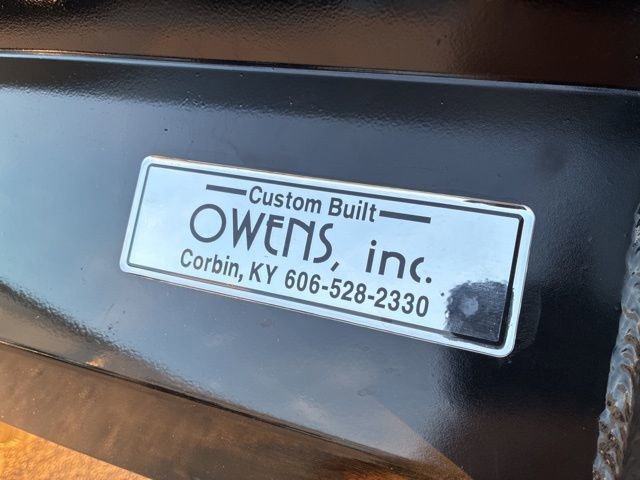 Custom Built
OWENS, inc.
Corbin, KY 606-528-2330